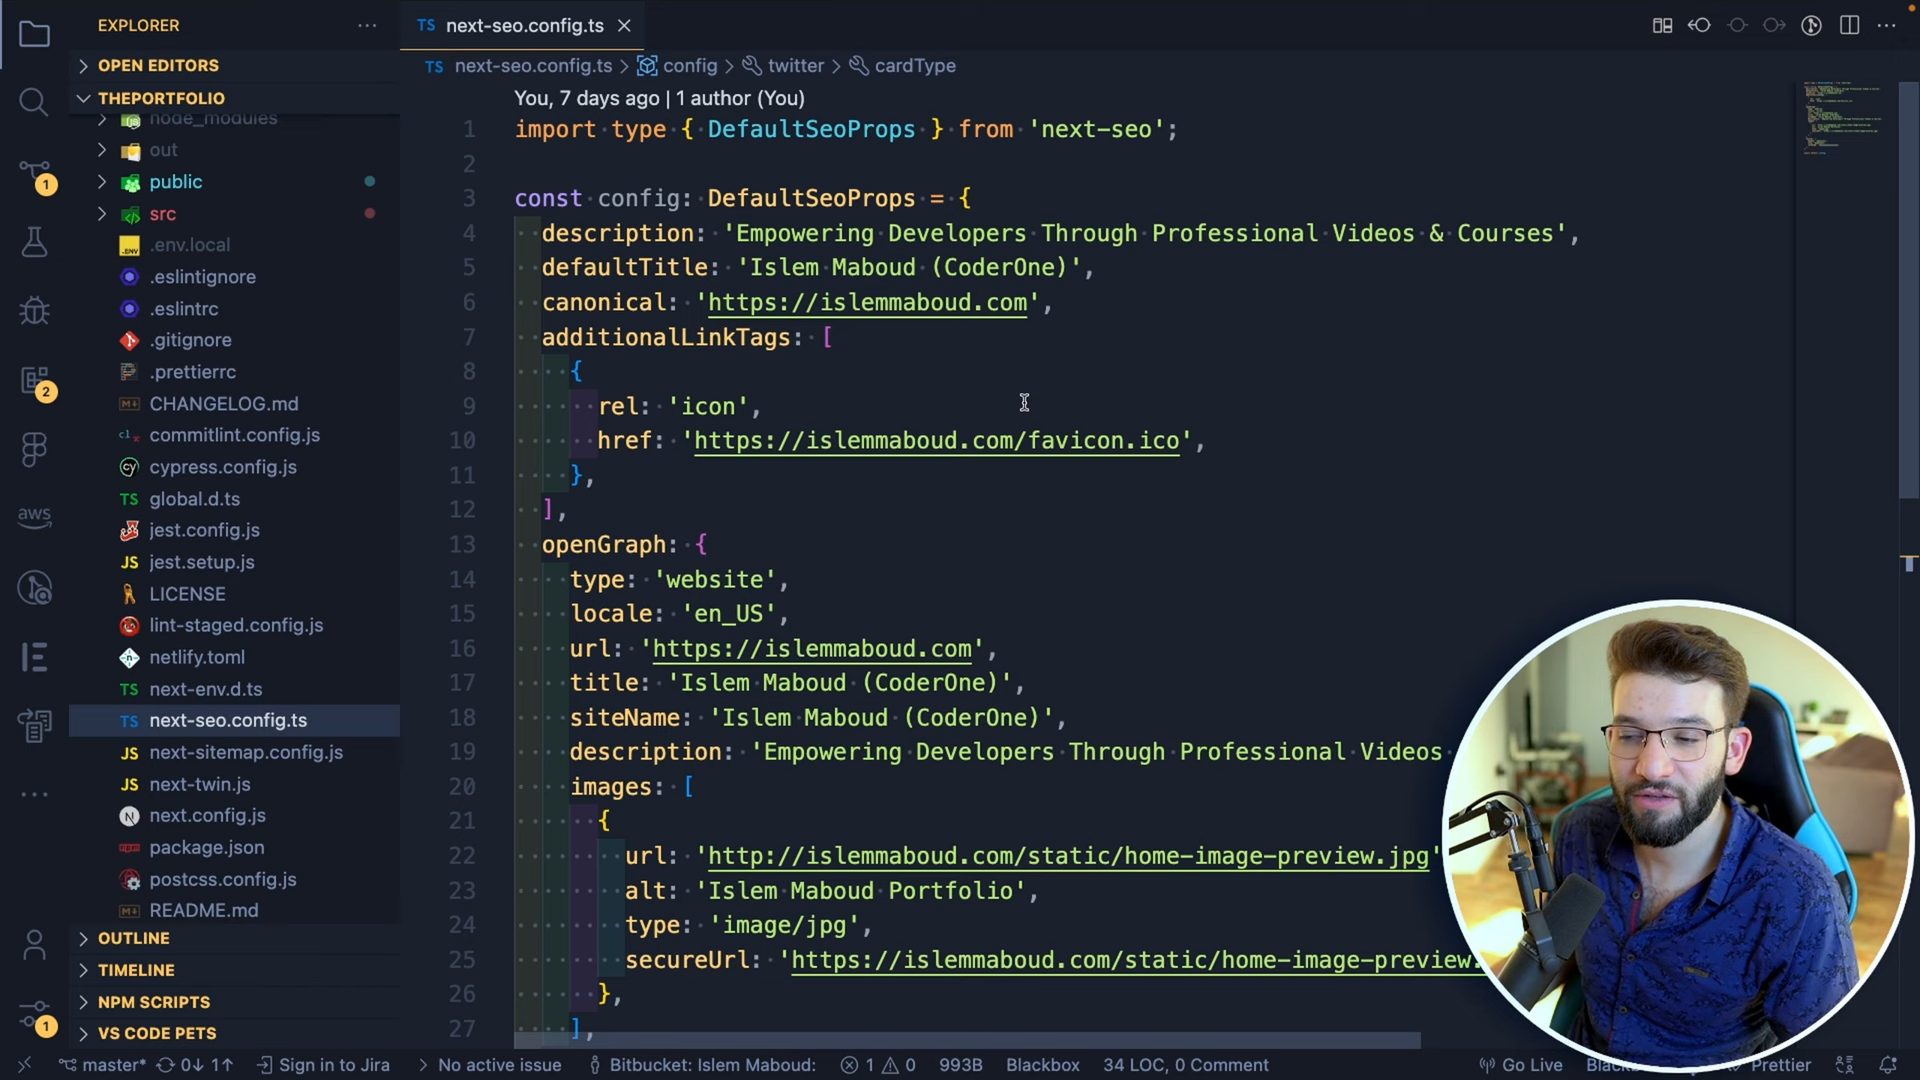 EXPLORER
OPEN EDITORS
THEPORTFOLIO
node_modules
out
public
src
.env.local
.eslintignore
.eslintrc
.gitignore
.prettierrc
CHANGELOG.md
commitlint.config.js
cypress.config.js
global.d.ts
jest.config.js
jest.setup.js
LICENSE
lint-staged.config.js
netlify.toml
next-env.d.ts
next-seo.config.ts
next-sitemap.config.js
next-twin.js
next.config.js
package.json
postcss.config.js
README.md
OUTLINE
TIMELINE
NPM SCRIPTS
VS CODE PETS
1
2
aws
1
TS next-seo.config.ts
TS next-seo.config.ts > config > twitter > cardType
You, 7 days ago | 1 author (You)
1 import type { DefaultSeoProps } from 'next-seo';
2
3 const config: DefaultSeoProps = {
4 description: 'Empowering Developers Through Professional Videos & Courses',
5 defaultTitle: 'Islem Maboud (CoderOne)',
6 canonical: 'https://islemmaboud.com',
7 additionalLinkTags: [
8 {
9 rel: 'icon',
10 href: 'https://islemmaboud.com/favicon.ico',
11 },
12 ],
13 openGraph: {
14 type: 'website',
15 locale: 'en_US',
16 url: 'https://islemmaboud.com',
17 title: 'Islem Maboud (CoderOne)',
18 siteName: 'Islem Maboud (CoderOne)',
19 description: 'Empowering Developers Through Professional Videos
20 images: [
21 {
22 url: 'http://islemmaboud.com/static/home-image-preview.jpg'
23 alt: 'Islem Maboud Portfolio',
24 type: 'image/jpg',
25 secureUrl: 'https://islemmaboud.com/static/home-image-preview.
26 },
27 ],
master* 0↓ 1↑ Sign in to Jira No active issue Bitbucket: Islem Maboud: 1 0 993B Blackbox 34 LOC, 0 Comment Go Live Prettier